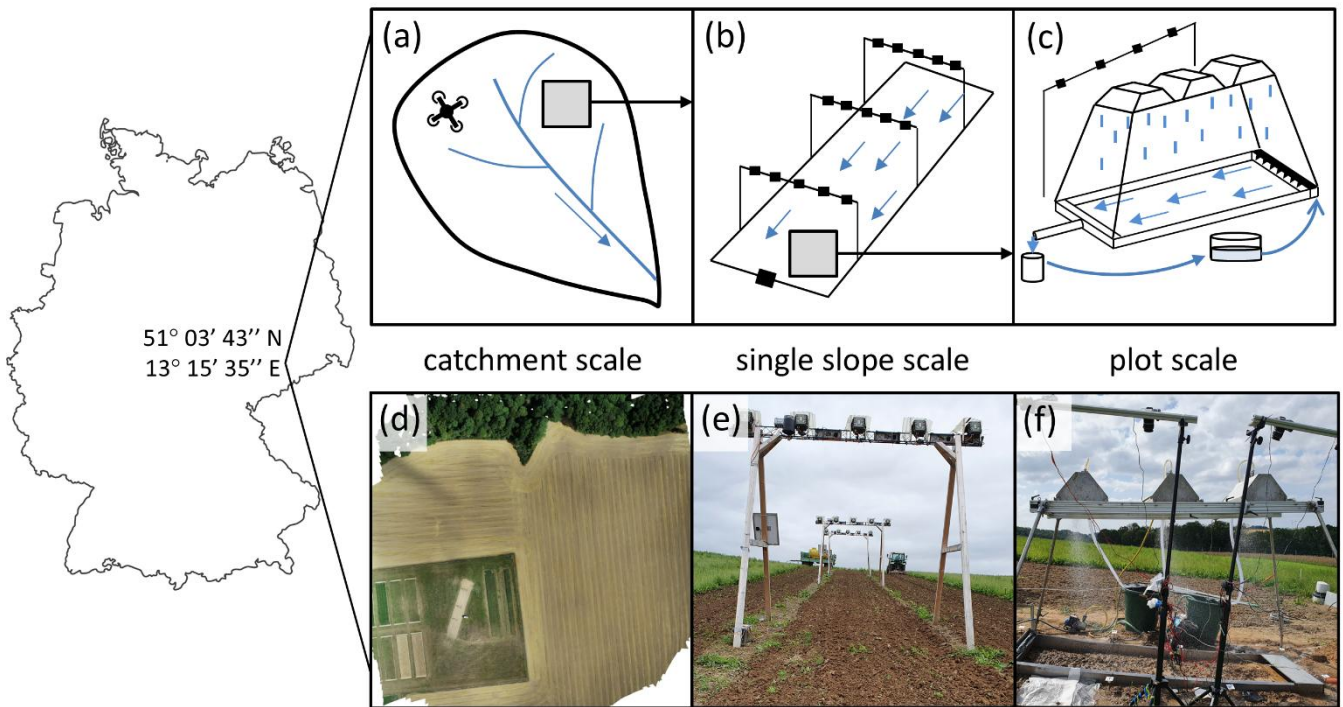 (a)
(b)
(c)
51° 03’ 43’’ N
13° 15’ 35’’ E
catchment scale
single slope scale
plot scale
(d)
(e)
(f)